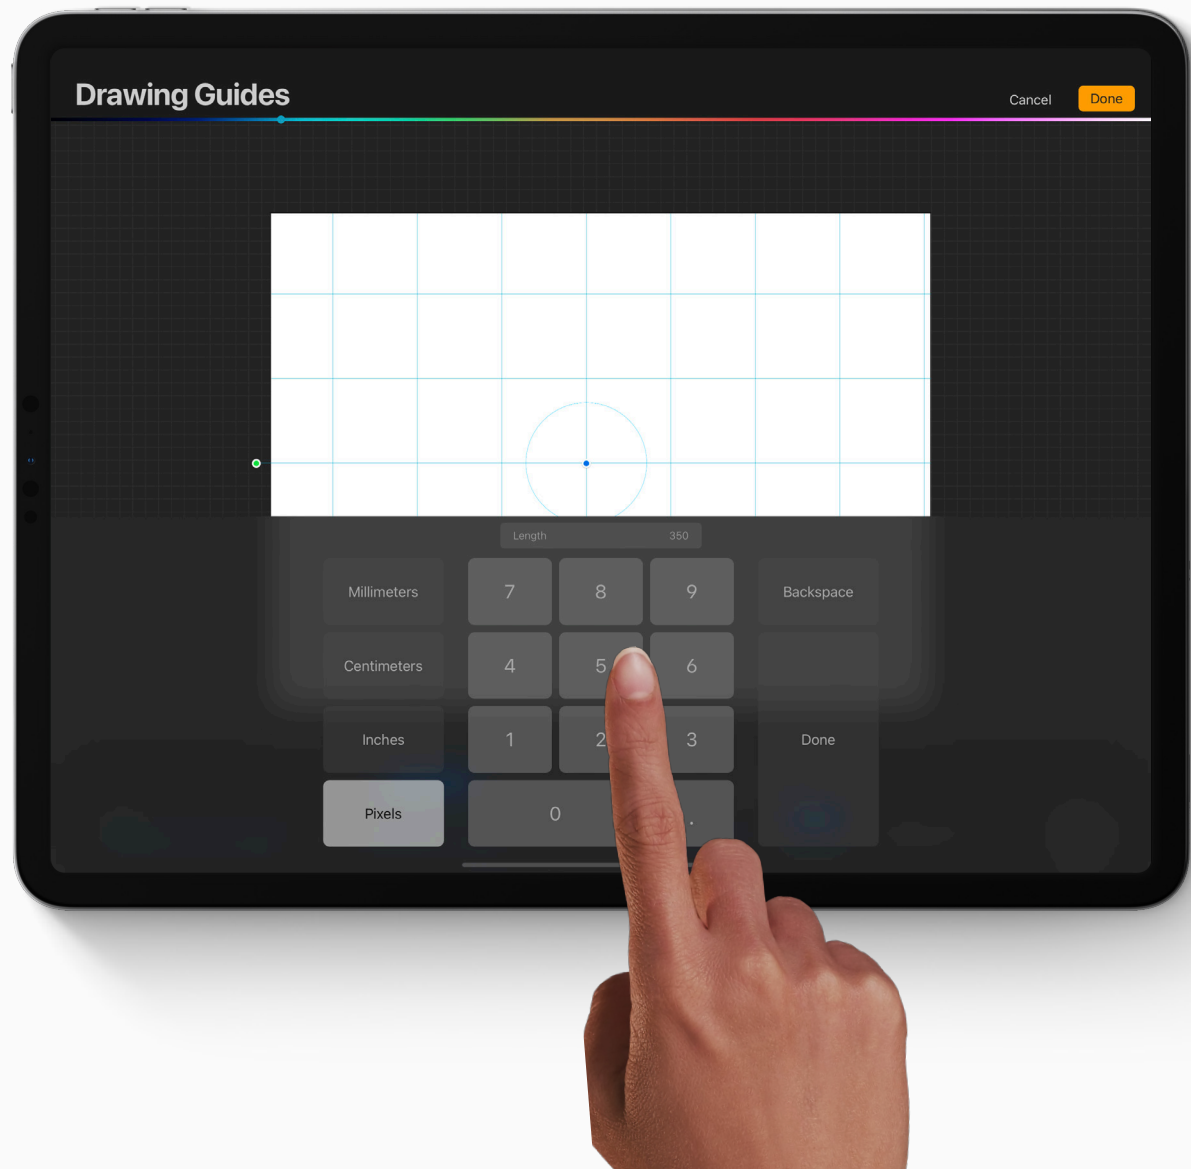 Drawing Guides
Cancel
Done
Length 350
Millimeters 7 8 9 Backspace
Centimeters 4 5 6
Inches 1 2 3 Done
Pixels 0 .